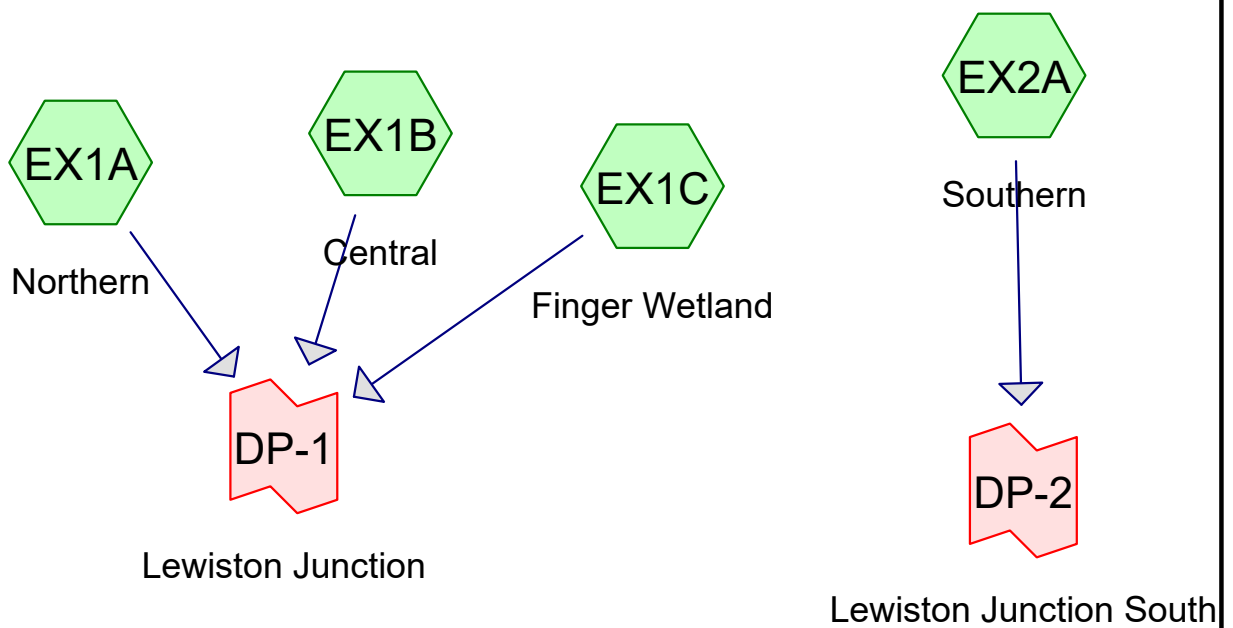 EX1A
Northern
EX1B
Central
EX1C
Finger Wetland
DP-1
Lewiston Junction
EX2A
Southern
DP-2
Lewiston Junction South